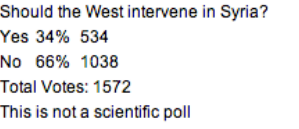 Should the West intervene in Syria?
Yes 34% 534
No 66% 1038
Total Votes: 1572
This is not a scientific poll